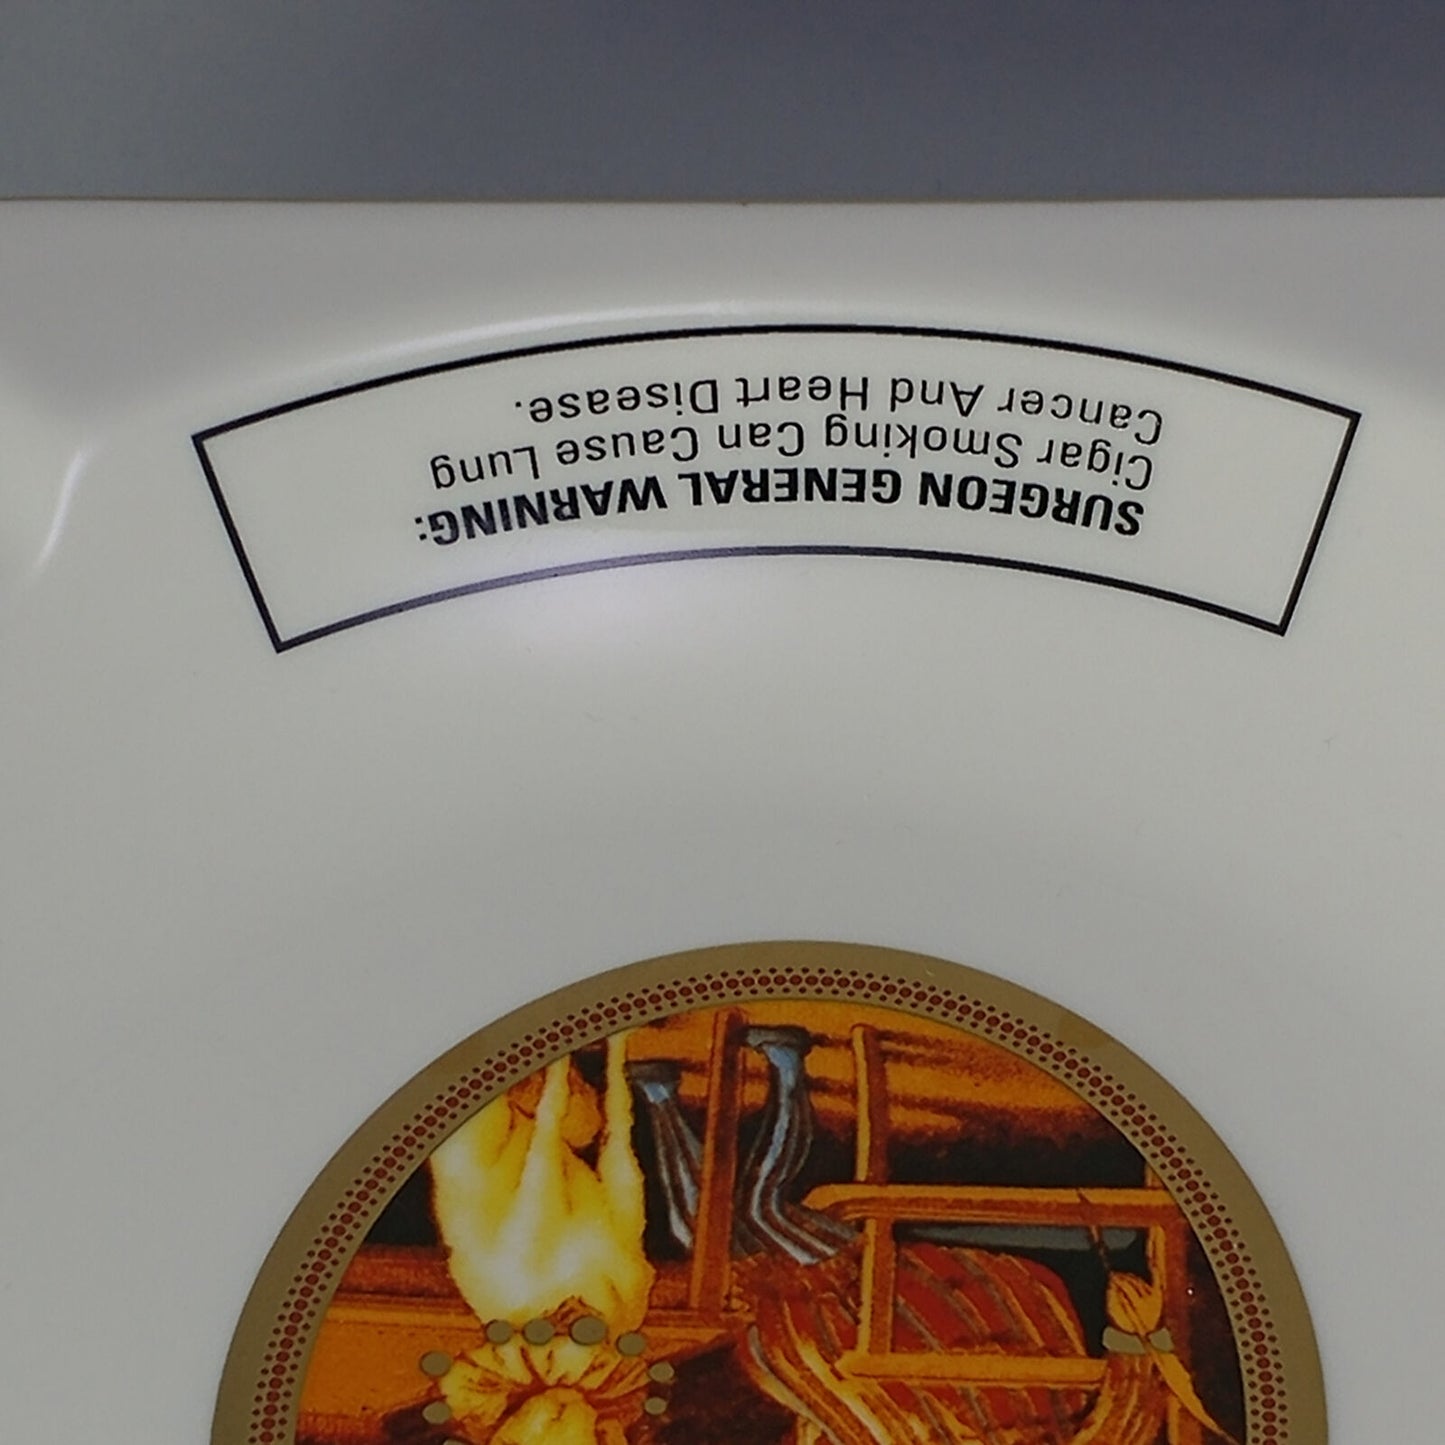 SURGEON GENERAL WARNING:
Cigar Smoking Can Cause Lung
Cancer And Heart Disease.